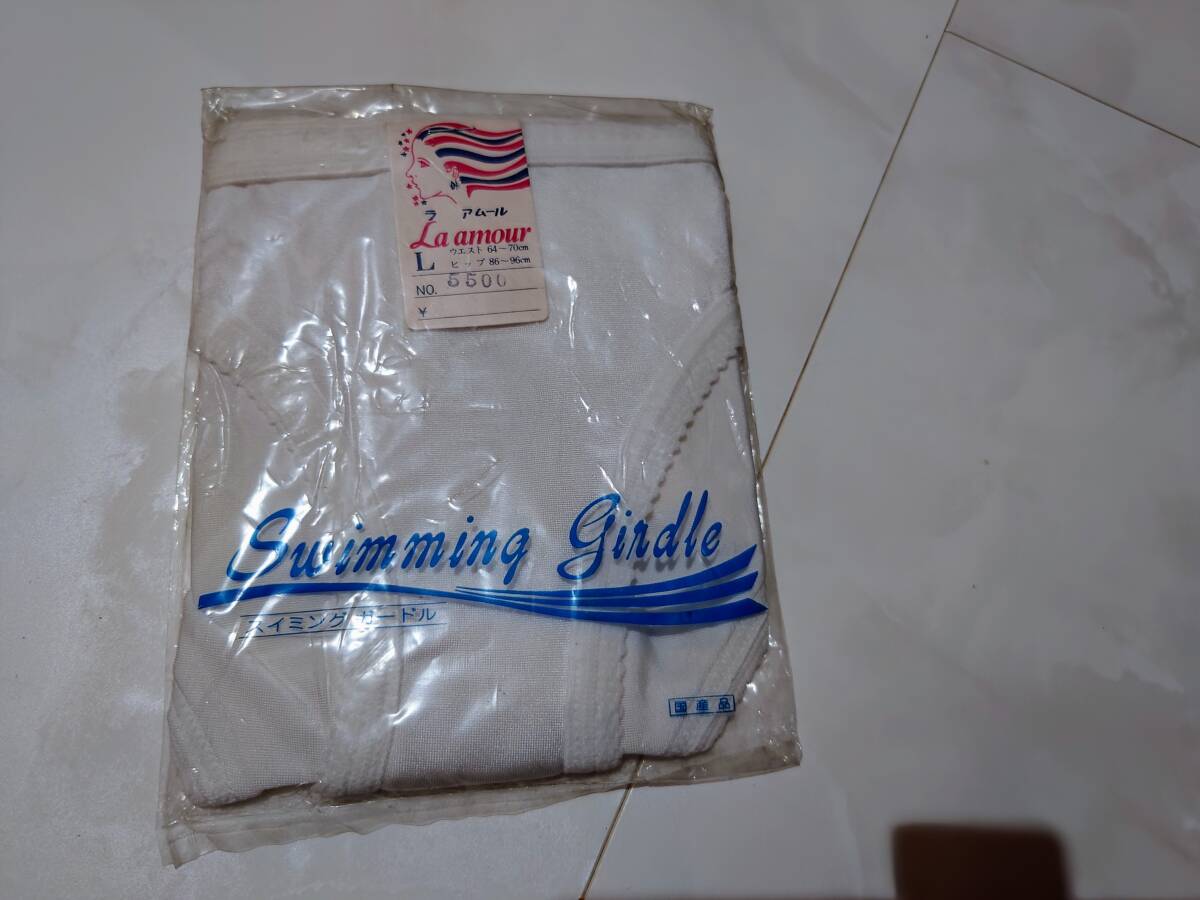 ラ アムール
La amour
L ウエスト 64〜70cm
ヒップ 86〜96cm
NO. 5500
¥
Swimming Girdle
スイミング ガードル
国産品